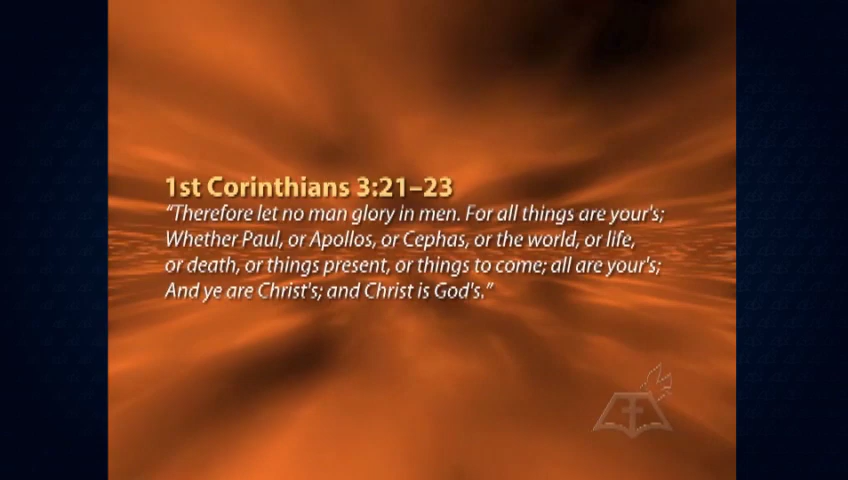 1st Corinthians 3:21–23
“Therefore let no man glory in men. For all things are your's;
Whether Paul, or Apollos, or Cephas, or the world, or life,
or death, or things present, or things to come; all are your's;
And ye are Christ's; and Christ is God's.”